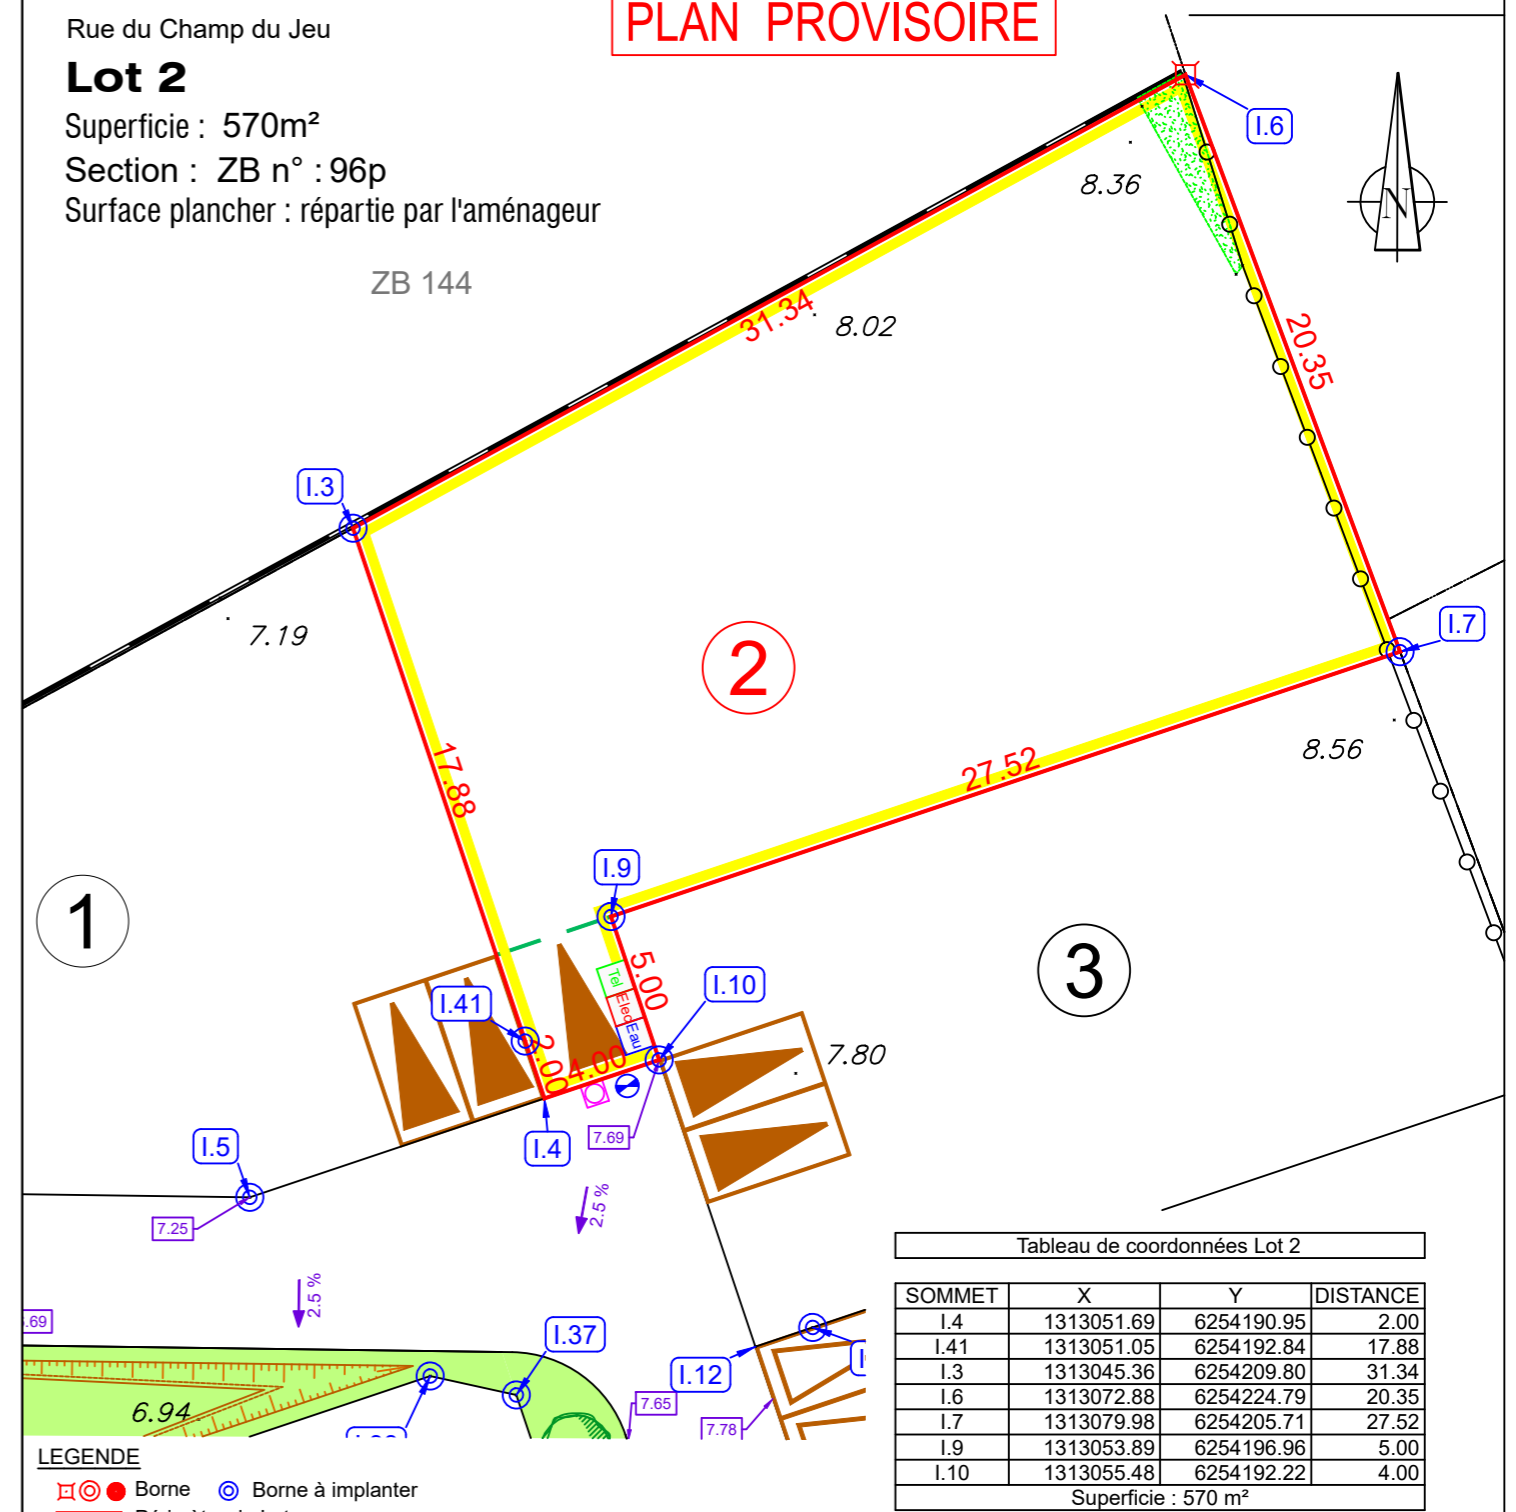 Rue du Champ du Jeu
PLAN PROVISOIRE
Lot 2
Superficie : 570m²
Section : ZB n° : 96p
Surface plancher : répartie par l'aménageur
ZB 144
I.6
8.36
N
31.34
8.02
20.35
I.3
7.19
2
I.7
8.56
17.88
27.52
I.9
1
3
5.00
Tel
Elec
Eau
I.10
I.41
2.00
4.00
7.80
7.69
I.4
I.5
7.25
2.5 %
2.5 %
.69
I.37
I.12
7.65
7.78
6.94
Tableau de coordonnées Lot 2
SOMMET X Y DISTANCE
I.4 1313051.69 6254190.95 2.00
I.41 1313051.05 6254192.84 17.88
I.3 1313045.36 6254209.80 31.34
I.6 1313072.88 6254224.79 20.35
I.7 1313079.98 6254205.71 27.52
I.9 1313053.89 6254196.96 5.00
I.10 1313055.48 6254192.22 4.00
Superficie : 570 m²
LEGENDE
Borne Borne à implanter